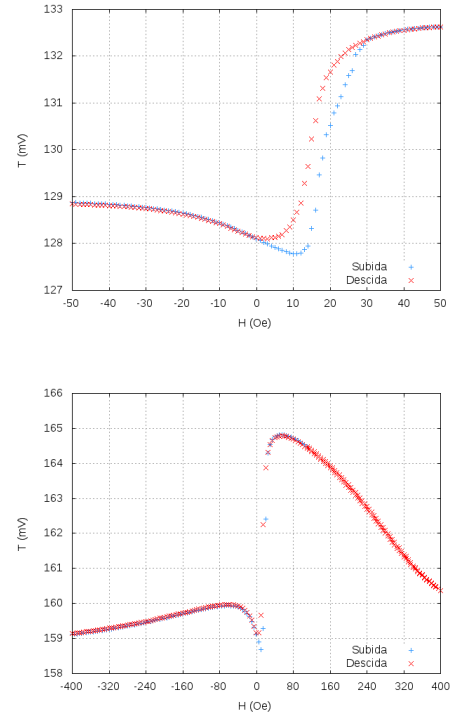 133
132
131
130
129
128
127
T (mV)
-50 -40 -30 -20 -10 0 10 20 30 40 50
H (Oe)
Subida
Descida
166
165
164
163
162
161
160
159
158
T (mV)
-400 -320 -240 -160 -80 0 80 160 240 320 400
H (Oe)
Subida
Descida